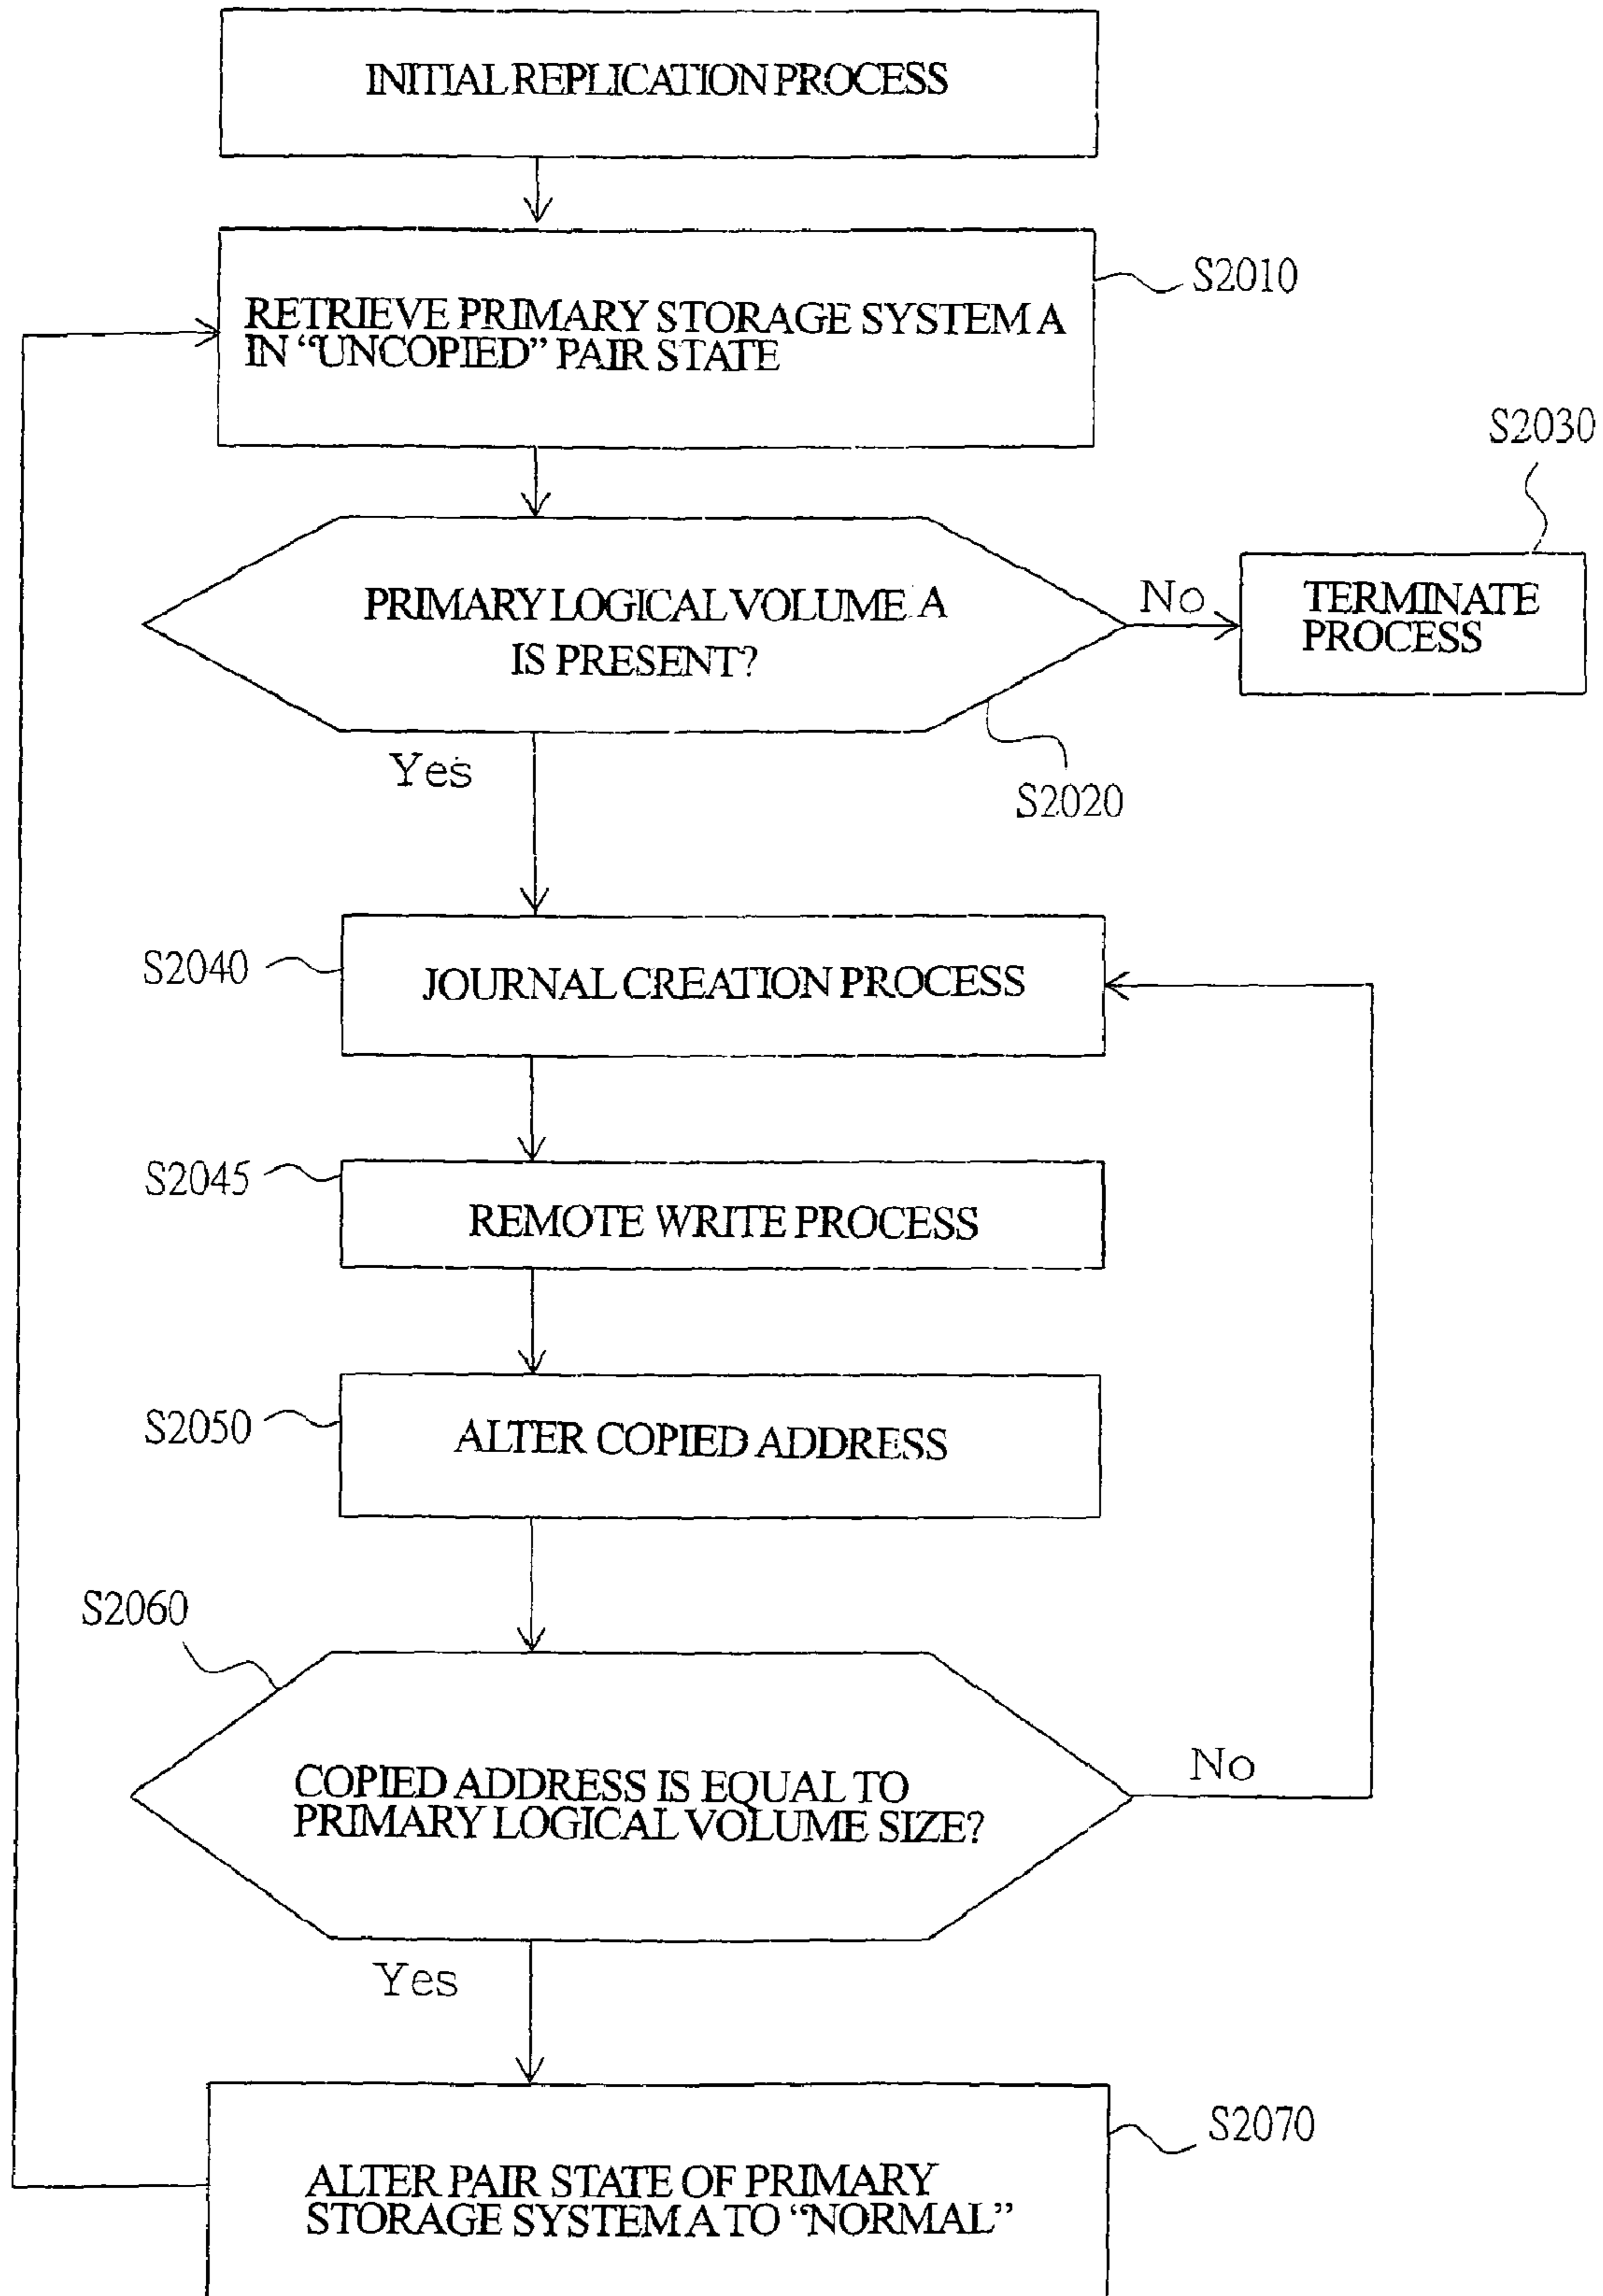 INITIAL REPLICATION PROCESS
S2010
RETRIEVE PRIMARY STORAGE SYSTEM A
IN “UNCOPIED” PAIR STATE
S2030
PRIMARY LOGICAL VOLUME A
IS PRESENT?
No
TERMINATE
PROCESS
Yes
S2020
S2040
JOURNAL CREATION PROCESS
S2045
REMOTE WRITE PROCESS
S2050
ALTER COPIED ADDRESS
S2060
COPIED ADDRESS IS EQUAL TO
PRIMARY LOGICAL VOLUME SIZE?
No
Yes
S2070
ALTER PAIR STATE OF PRIMARY
STORAGE SYSTEM A TO “NORMAL”